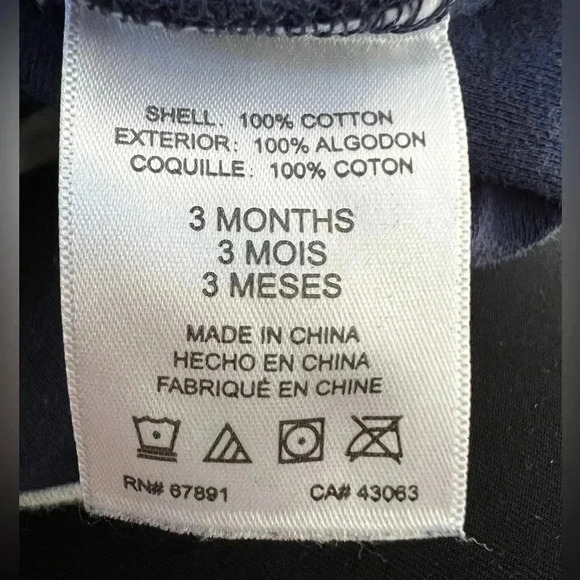 SHELL: 100% COTTON
EXTERIOR: 100% ALGODON
COQUILLE: 100% COTON
3 MONTHS
3 MOIS
3 MESES
MADE IN CHINA
HECHO EN CHINA
FABRIQUÉ EN CHINE
RN# 67891 CA# 43063